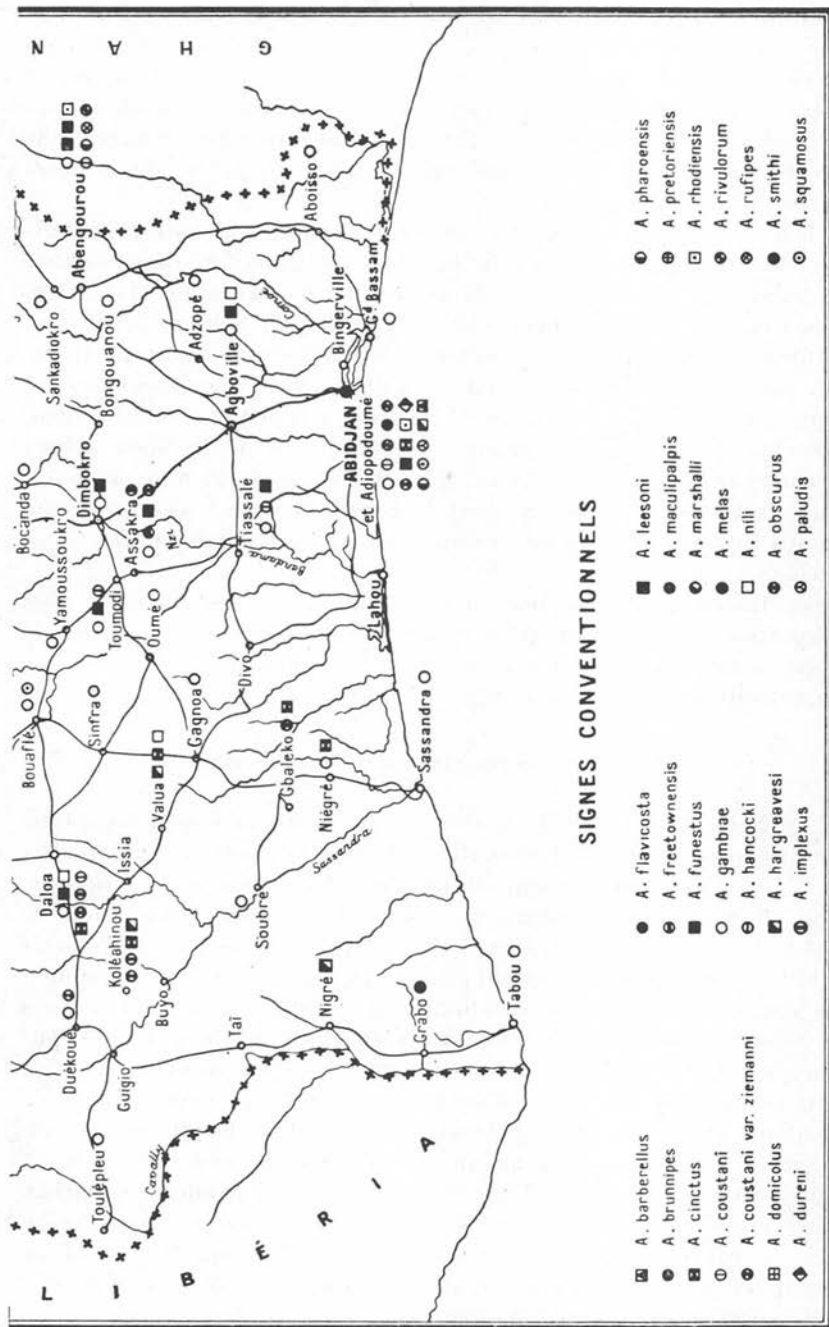 LIBÉRIA
GHAN
Toulépleu
Duékoué
Guigio
Daloa
Koléahinou
Issia
Buyo
Taï
Nigré
Grabo
Tabou
Cavally
Soubré
Sassandra
Sassandra
Bouaflé
Sinfra
Valua
Gagnoa
Gbaleko
Niégré
Yamoussoukro
Toumodi
Oumé
Divo
Lahou
Bocanda
Dimbokro
Assakra
Nzi
Tiassalé
Bandama
Sankadiokro
Abengourou
Bongouanou
Adzopé
Agboville
Comoé
Aboisso
Bingerville
Gd Bassam
ABIDJAN
et Adiopodoumé
SIGNES CONVENTIONNELS
A. barberellus
A. brunnipes
A. cinctus
A. coustani
A. coustani var. ziemanni
A. domicolus
A. dureni
A. flavicosta
A. freetownensis
A. funestus
A. gambiae
A. hancocki
A. hargreavesi
A. implexus
A. leesoni
A. maculipalpis
A. marshalli
A. melas
A. nili
A. obscurus
A. paludis
A. pharoensis
A. pretoriensis
A. rhodiensis
A. rivulorum
A. rufipes
A. smithi
A. squamosus